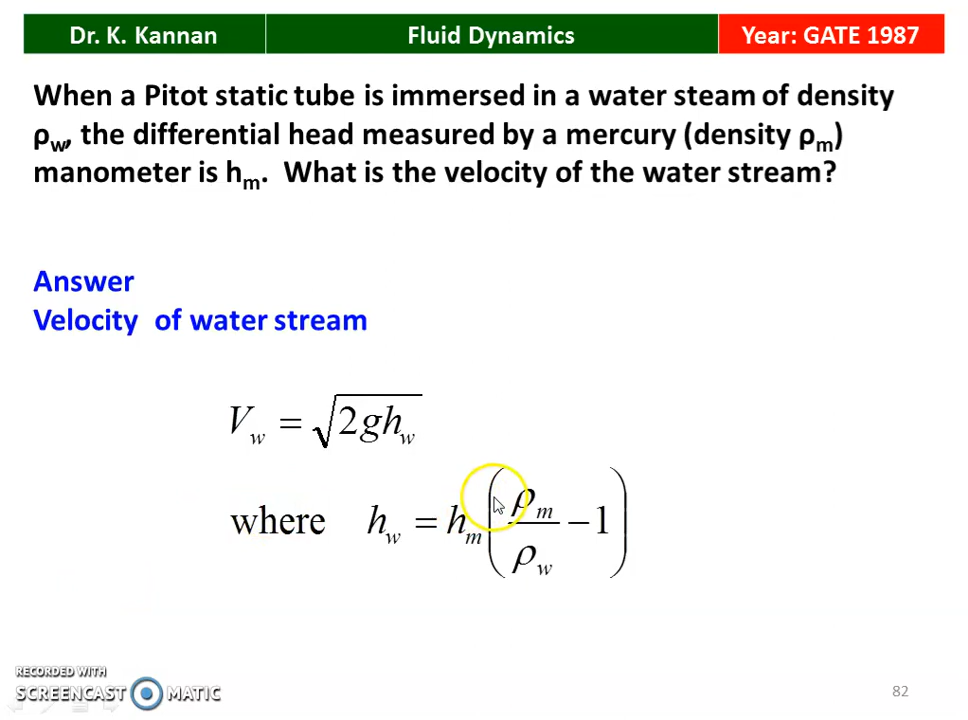 Dr. K. Kannan Fluid Dynamics Year: GATE 1987
When a Pitot static tube is immersed in a water steam of density
ρw, the differential head measured by a mercury (density ρm)
manometer is hm. What is the velocity of the water stream?
Answer
Velocity of water stream
Vw = √2ghw
where hw = hm (ρm/ρw − 1)
RECORDED WITH
SCREENCAST MATIC
82